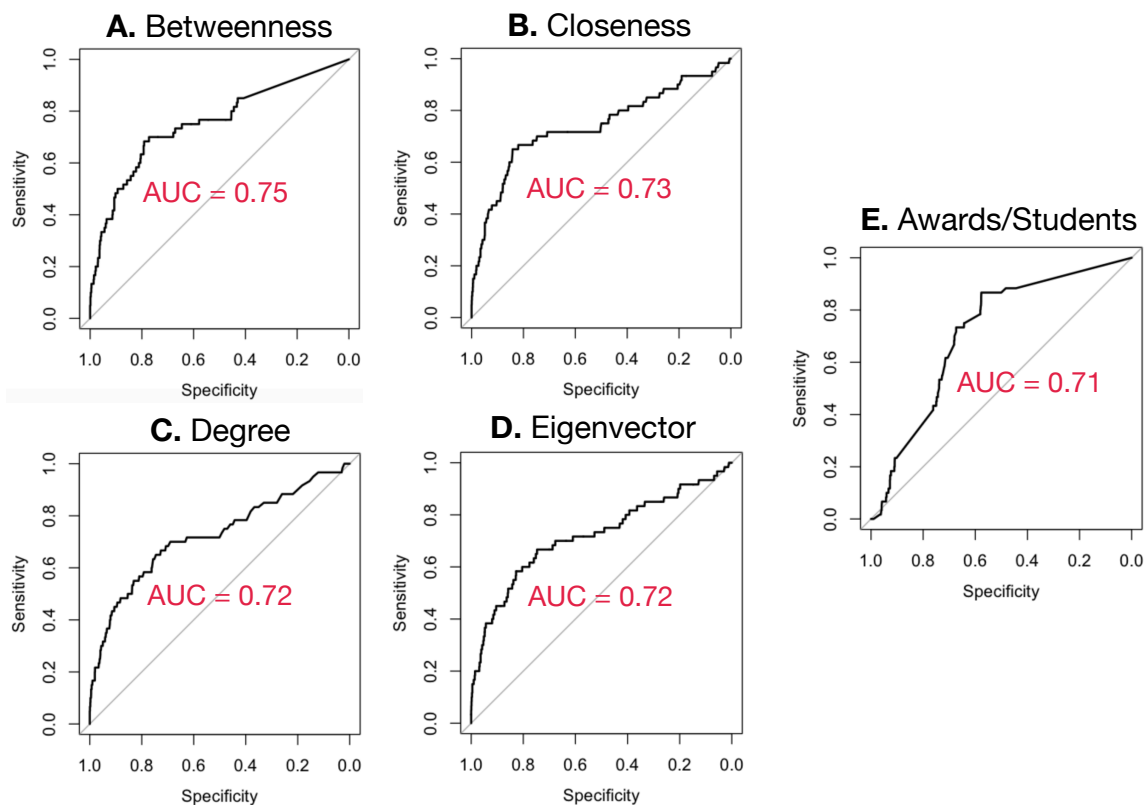 A. Betweenness
1.0
0.8
0.6
0.4
0.2
0.0
Sensitivity
AUC = 0.75
1.0 0.8 0.6 0.4 0.2 0.0
Specificity
B. Closeness
1.0
0.8
0.6
0.4
0.2
0.0
Sensitivity
AUC = 0.73
1.0 0.8 0.6 0.4 0.2 0.0
Specificity
C. Degree
1.0
0.8
0.6
0.4
0.2
0.0
Sensitivity
AUC = 0.72
1.0 0.8 0.6 0.4 0.2 0.0
Specificity
D. Eigenvector
1.0
0.8
0.6
0.4
0.2
0.0
Sensitivity
AUC = 0.72
1.0 0.8 0.6 0.4 0.2 0.0
Specificity
E. Awards/Students
1.0
0.8
0.6
0.4
0.2
0.0
Sensitivity
AUC = 0.71
1.0 0.8 0.6 0.4 0.2 0.0
Specificity